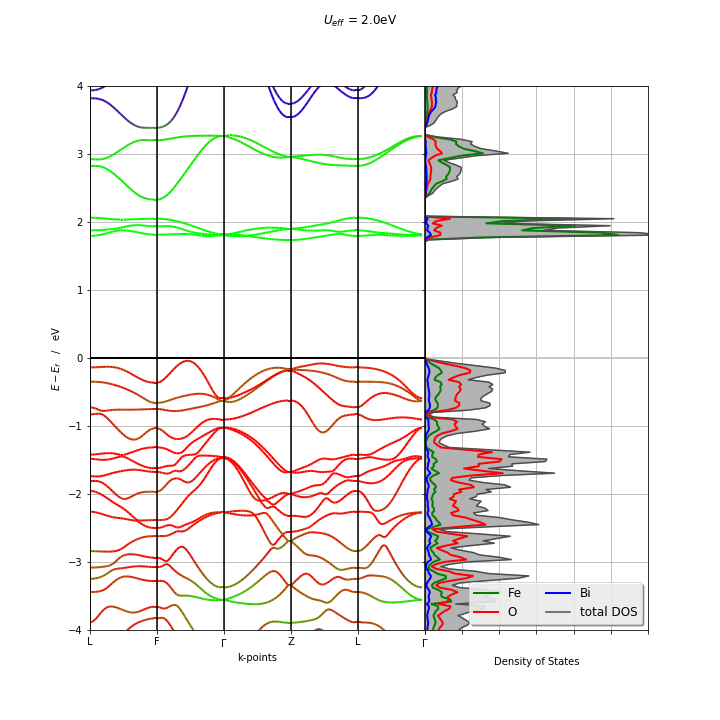 U_eff = 2.0eV
4
3
2
1
0
−1
−2
−3
−4
E − E_f / eV
L F Γ Z L Γ
k-points
Density of States
Fe Bi
O total DOS